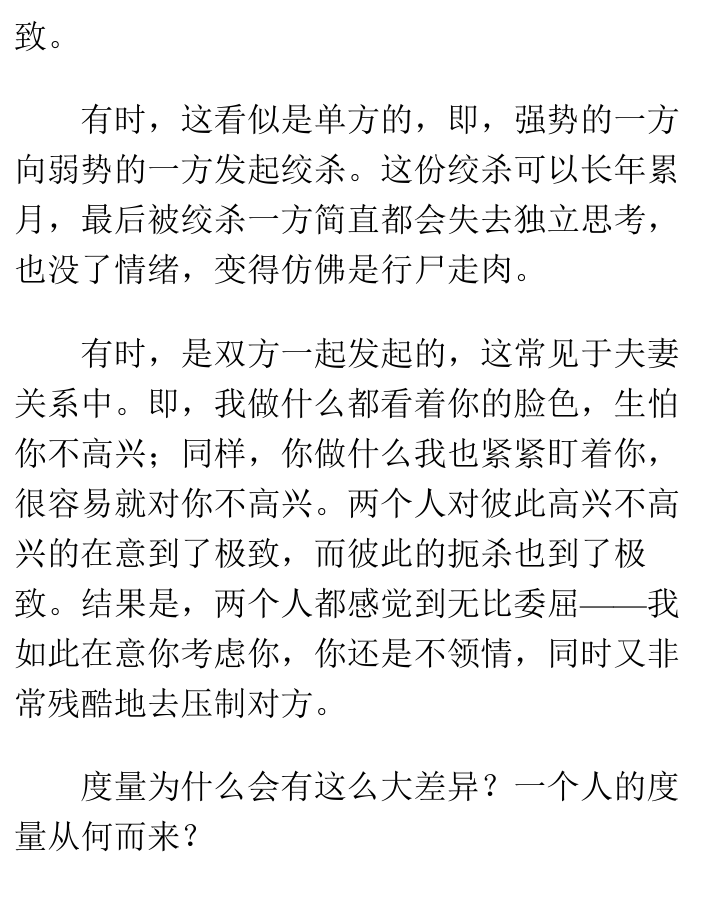 致。
有时，这看似是单方的，即，强势的一方
向弱势的一方发起绞杀。这份绞杀可以长年累
月，最后被绞杀一方简直都会失去独立思考，
也没了情绪，变得仿佛是行尸走肉。
有时，是双方一起发起的，这常见于夫妻
关系中。即，我做什么都看着你的脸色，生怕
你不高兴；同样，你做什么我也紧紧盯着你，
很容易就对你不高兴。两个人对彼此高兴不高
兴的在意到了极致，而彼此的扼杀也到了极
致。结果是，两个人都感觉到无比委屈——我
如此在意你考虑你，你还是不领情，同时又非
常残酷地去压制对方。
度量为什么会有这么大差异？一个人的度
量从何而来？